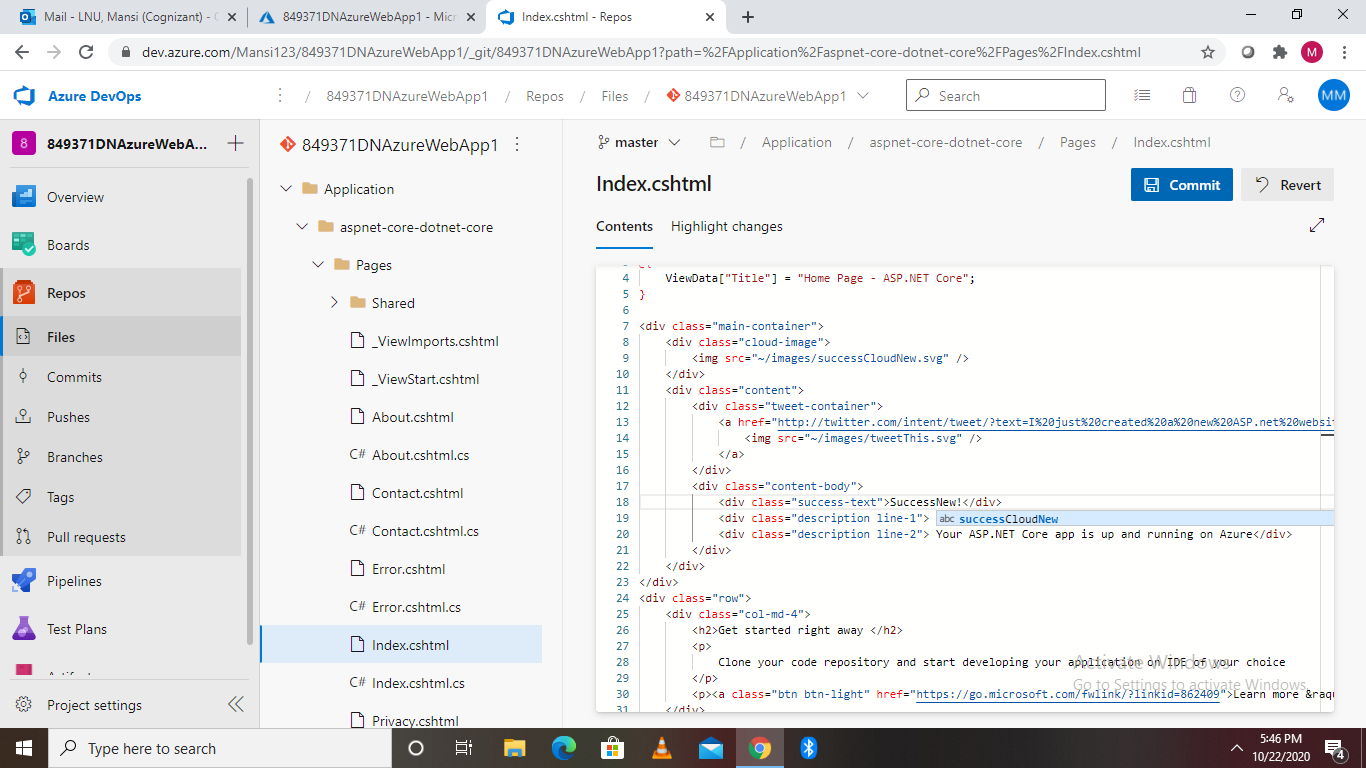 Mail - LNU, Mansi (Cognizant) -
849371DNAzureWebApp1 - Micr
Index.cshtml - Repos
dev.azure.com/Mansi123/849371DNAzureWebApp1/_git/849371DNAzureWebApp1?path=%2FApplication%2Faspnet-core-dotnet-core%2FPages%2FIndex.cshtml
M
Azure DevOps
/ 849371DNAzureWebApp1 / Repos / Files / 849371DNAzureWebApp1
Search
MM
8
849371DNAzureWebA...
Overview
Boards
Repos
Files
Commits
Pushes
Branches
Tags
Pull requests
Pipelines
Test Plans
Project settings
849371DNAzureWebApp1
Application
aspnet-core-dotnet-core
Pages
Shared
_ViewImports.cshtml
_ViewStart.cshtml
About.cshtml
C# About.cshtml.cs
Contact.cshtml
C# Contact.cshtml.cs
Error.cshtml
C# Error.cshtml.cs
Index.cshtml
C# Index.cshtml.cs
Privacy.cshtml
master / Application / aspnet-core-dotnet-core / Pages / Index.cshtml
Index.cshtml
Commit
Revert
Contents
Highlight changes
4 ViewData["Title"] = "Home Page - ASP.NET Core";
5 }
6
7 <div class="main-container">
8 <div class="cloud-image">
9 <img src="~/images/successCloudNew.svg" />
10 </div>
11 <div class="content">
12 <div class="tweet-container">
13 <a href="http://twitter.com/intent/tweet/?text=I%20just%20created%20a%20new%20ASP.net%20websit
14 <img src="~/images/tweetThis.svg" />
15 </a>
16 </div>
17 <div class="content-body">
18 <div class="success-text">SuccessNew!</div>
19 <div class="description line-1">
abc successCloudNew
20 <div class="description line-2"> Your ASP.NET Core app is up and running on Azure</div>
21 </div>
22 </div>
23 </div>
24 <div class="row">
25 <div class="col-md-4">
26 <h2>Get started right away </h2>
27 <p>
28 Clone your code repository and start developing your application on IDE of your choice
29 </p>
30 <p><a class="btn btn-light" href="https://go.microsoft.com/fwlink/?linkid=862409">Learn more &raqu
31 </div>
Activate Windows
Go to Settings to activate Windows.
Type here to search
5:46 PM
10/22/2020
4